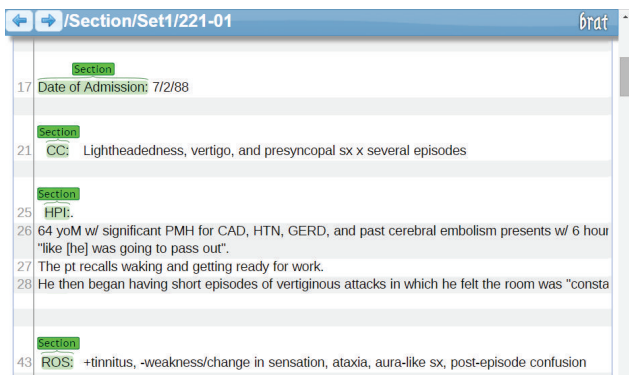 /Section/Set1/221-01 brat
Section
17 Date of Admission: 7/2/88
Section
21 CC: Lightheadedness, vertigo, and presyncopal sx x several episodes
Section
25 HPI:.
26 64 yoM w/ significant PMH for CAD, HTN, GERD, and past cerebral embolism presents w/ 6 hour
"like [he] was going to pass out".
27 The pt recalls waking and getting ready for work.
28 He then began having short episodes of vertiginous attacks in which he felt the room was "consta
Section
43 ROS: +tinnitus, -weakness/change in sensation, ataxia, aura-like sx, post-episode confusion